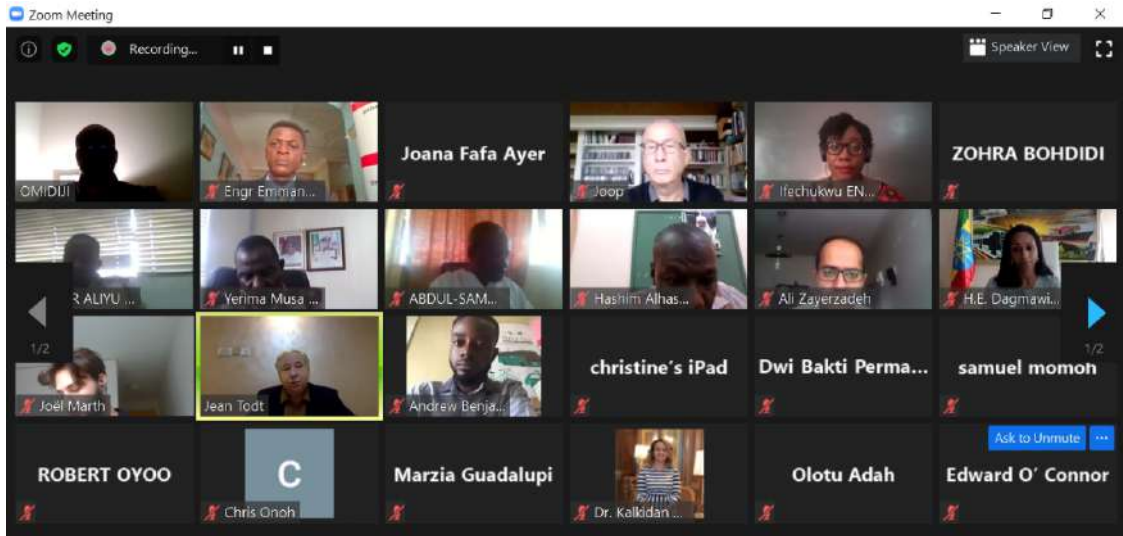 Zoom Meeting
Recording...
Speaker View
OMIDIJI
Engr Emman...
Joana Fafa Ayer
Joop
Ifechukwu EN...
ZOHRA BOHDIDI
R ALIYU ...
Yerima Musa ...
ABDUL-SAM...
Hashim Alhas...
Ali Zayerzadeh
H.E. Dagmawi...
1/2
1/2
Joël Marth
Jean Todt
Andrew Benja...
christine's iPad
Dwi Bakti Perma...
samuel momoh
Ask to Unmute ...
ROBERT OYOO
C
Chris Onoh
Marzia Guadalupi
Dr. Kalkidan ...
Olotu Adah
Edward O' Connor